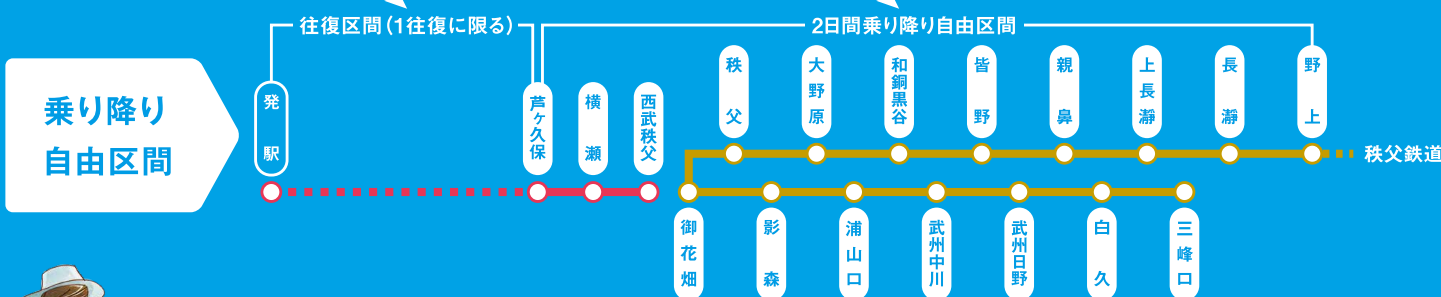 往復区間(1往復に限る)
2日間乗り降り自由区間
乗り降り
自由区間
発駅
芦ヶ久保
横瀬
西武秩父
秩父
大野原
和銅黒谷
皆野
親鼻
上長瀞
長瀞
野上
秩父鉄道
御花畑
影森
浦山口
武州中川
武州日野
白久
三峰口